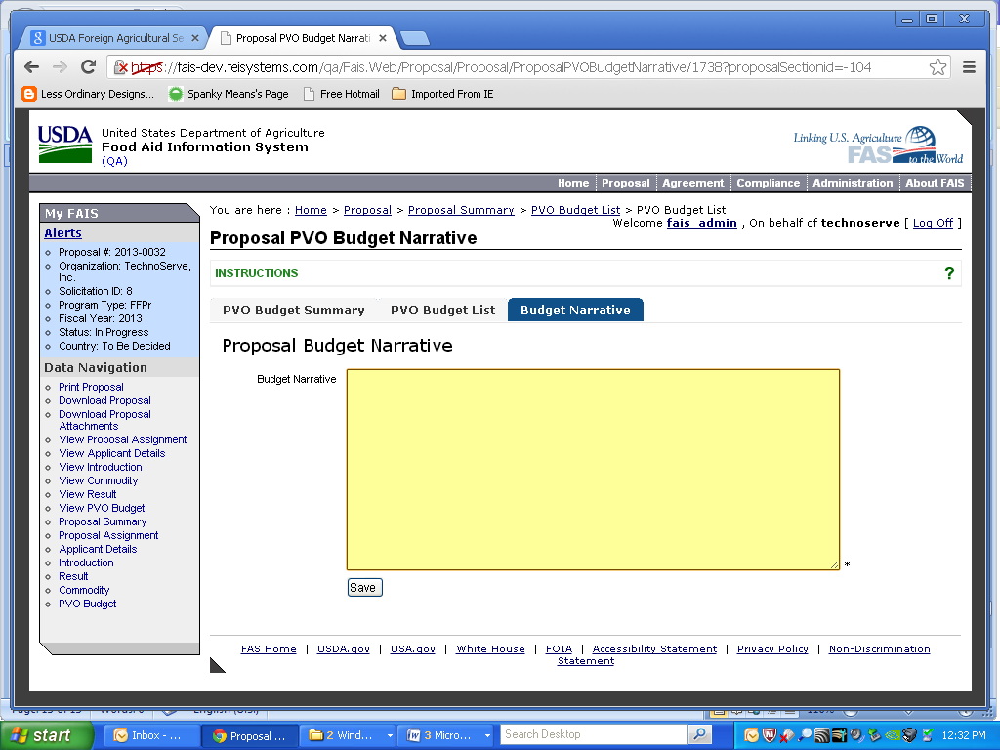 USDA Foreign Agricultural Se
Proposal PVO Budget Narrati
https://fais-dev.feisystems.com/qa/Fais.Web/Proposal/Proposal/ProposalPVOBudgetNarrative/1738?proposalSectionid=-104
Less Ordinary Designs... Spanky Means's Page Free Hotmail Imported From IE
USDA
United States Department of Agriculture
Food Aid Information System
(QA)
Linking U.S. Agriculture
FAS to the World
Home Proposal Agreement Compliance Administration About FAIS
My FAIS
Alerts
Proposal #: 2013-0032
Organization: TechnoServe,
Inc.
Solicitation ID: 8
Program Type: FFPr
Fiscal Year: 2013
Status: In Progress
Country: To Be Decided
Data Navigation
Print Proposal
Download Proposal
Download Proposal
Attachments
View Proposal Assignment
View Applicant Details
View Introduction
View Commodity
View Result
View PVO Budget
Proposal Summary
Proposal Assignment
Applicant Details
Introduction
Result
Commodity
PVO Budget
You are here : Home > Proposal > Proposal Summary > PVO Budget List > PVO Budget List
Welcome fais_admin , On behalf of technoserve [ Log Off ]
Proposal PVO Budget Narrative
INSTRUCTIONS ?
PVO Budget Summary PVO Budget List Budget Narrative
Proposal Budget Narrative
Budget Narrative
*
Save
FAS Home | USDA.gov | USA.gov | White House | FOIA | Accessibility Statement | Privacy Policy | Non-Discrimination
Statement
start Inbox - ... Proposal ... 2 Wind... 3 Micro... Search Desktop 12:32 PM